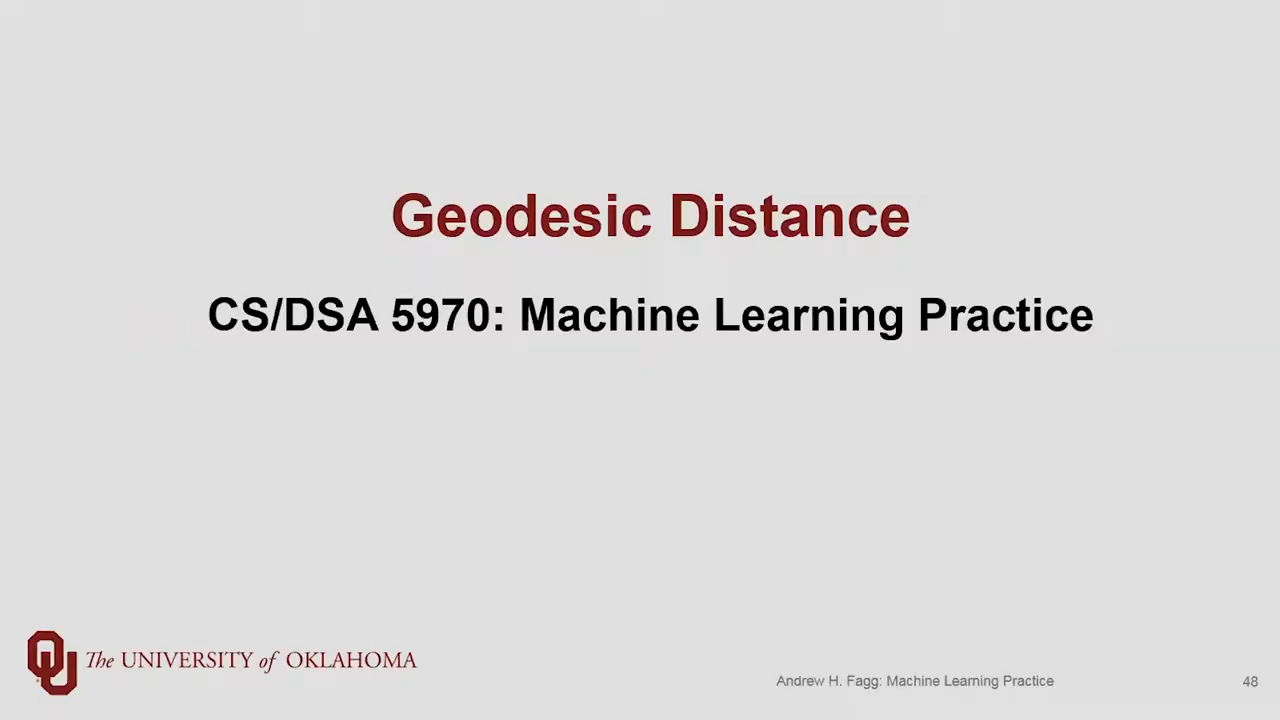 Geodesic Distance
CS/DSA 5970: Machine Learning Practice
The UNIVERSITY of OKLAHOMA
Andrew H. Fagg: Machine Learning Practice
48